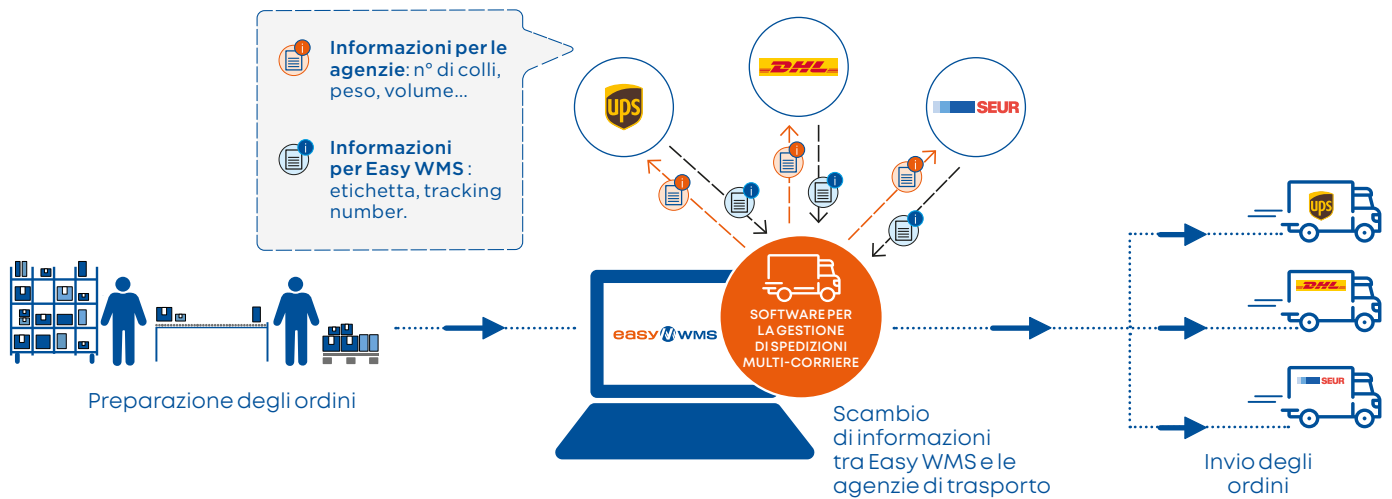 Informazioni per le
agenzie: n° di colli,
peso, volume...
Informazioni
per Easy WMS :
etichetta, tracking
number.
ups
DHL
SEUR
easy WMS
SOFTWARE PER
LA GESTIONE
DI SPEDIZIONI
MULTI-CORRIERE
Preparazione degli ordini
Scambio
di informazioni
tra Easy WMS e le
agenzie di trasporto
ups
DHL
SEUR
Invio degli
ordini